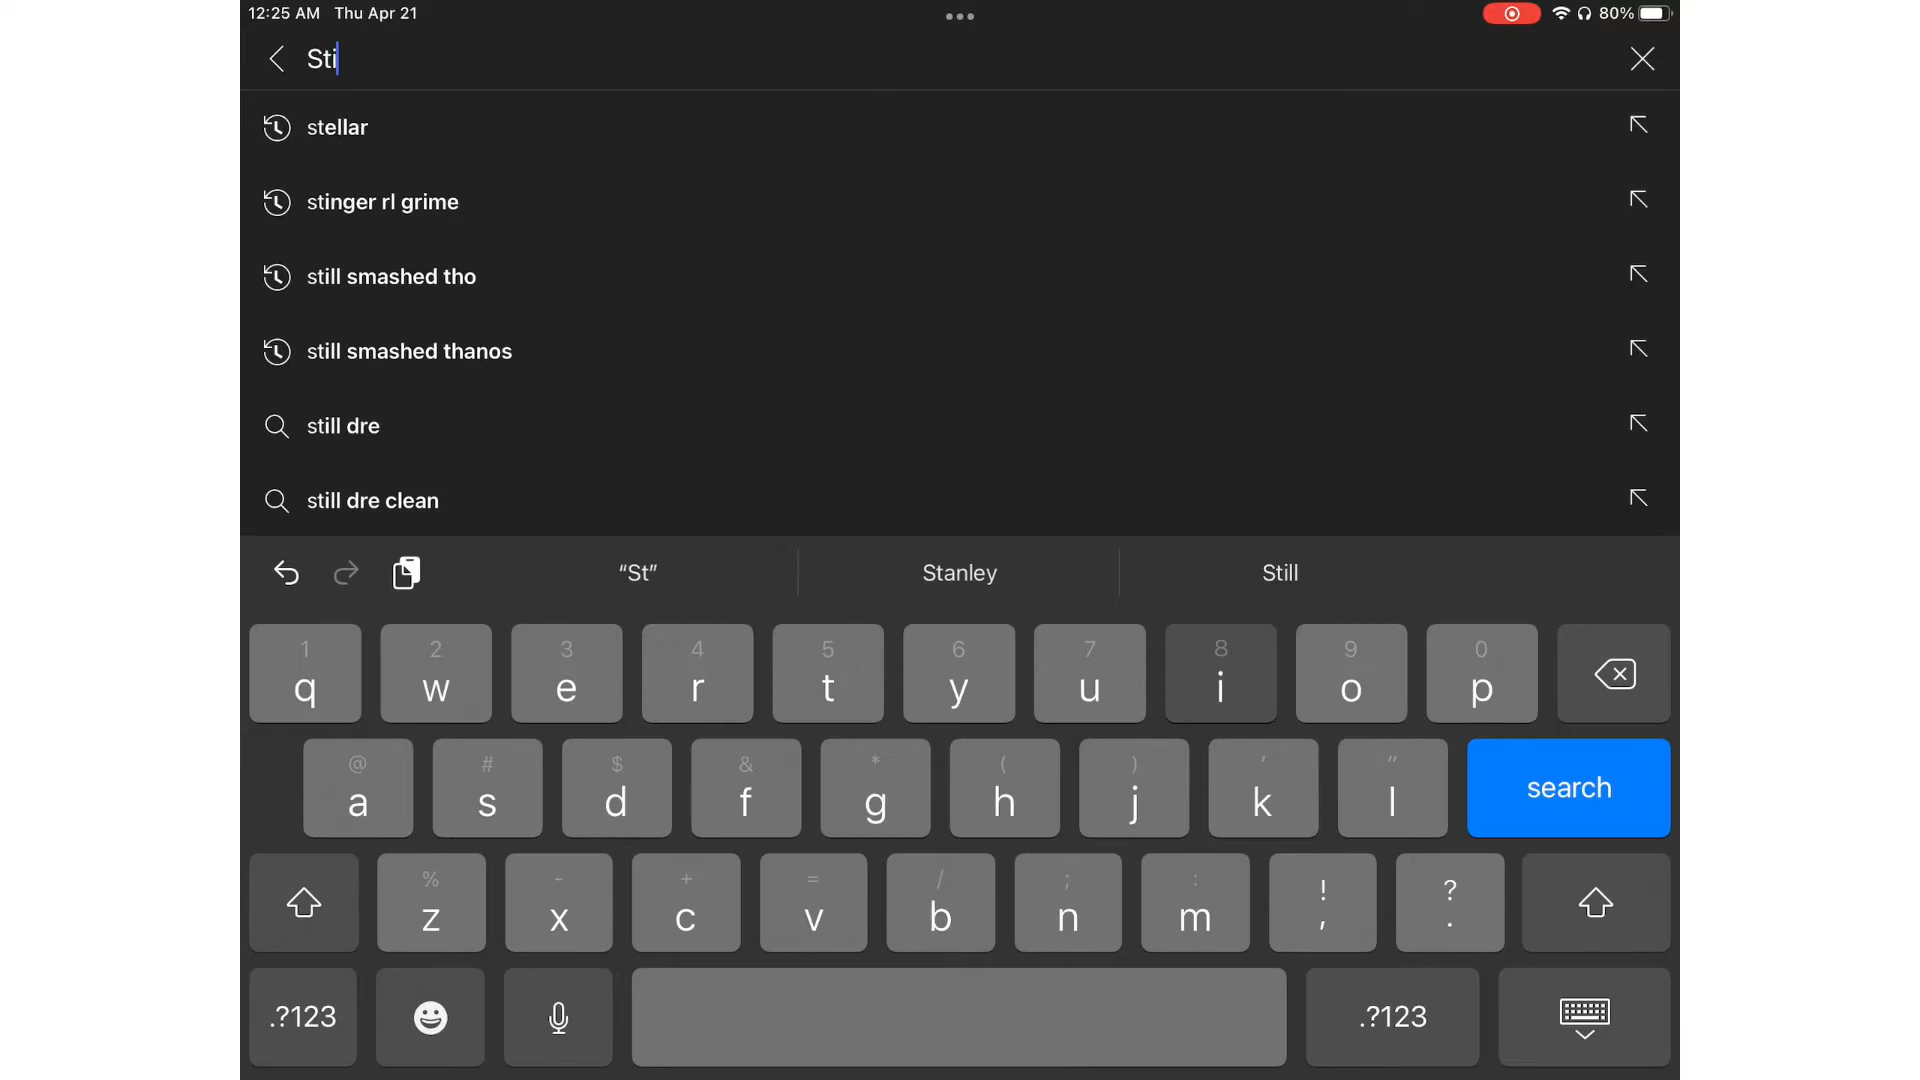 12:25 AM Thu Apr 21
80%
Sti
stellar
stinger rl grime
still smashed tho
still smashed thanos
still dre
still dre clean
“St” Stanley Still
1 2 3 4 5 6 7 8 9 0
q w e r t y u i o p
@ # $ & * ( ) ' "
a s d f g h j k l search
% - + = / ; : ! ?
z x c v b n m , .
.?123 .?123